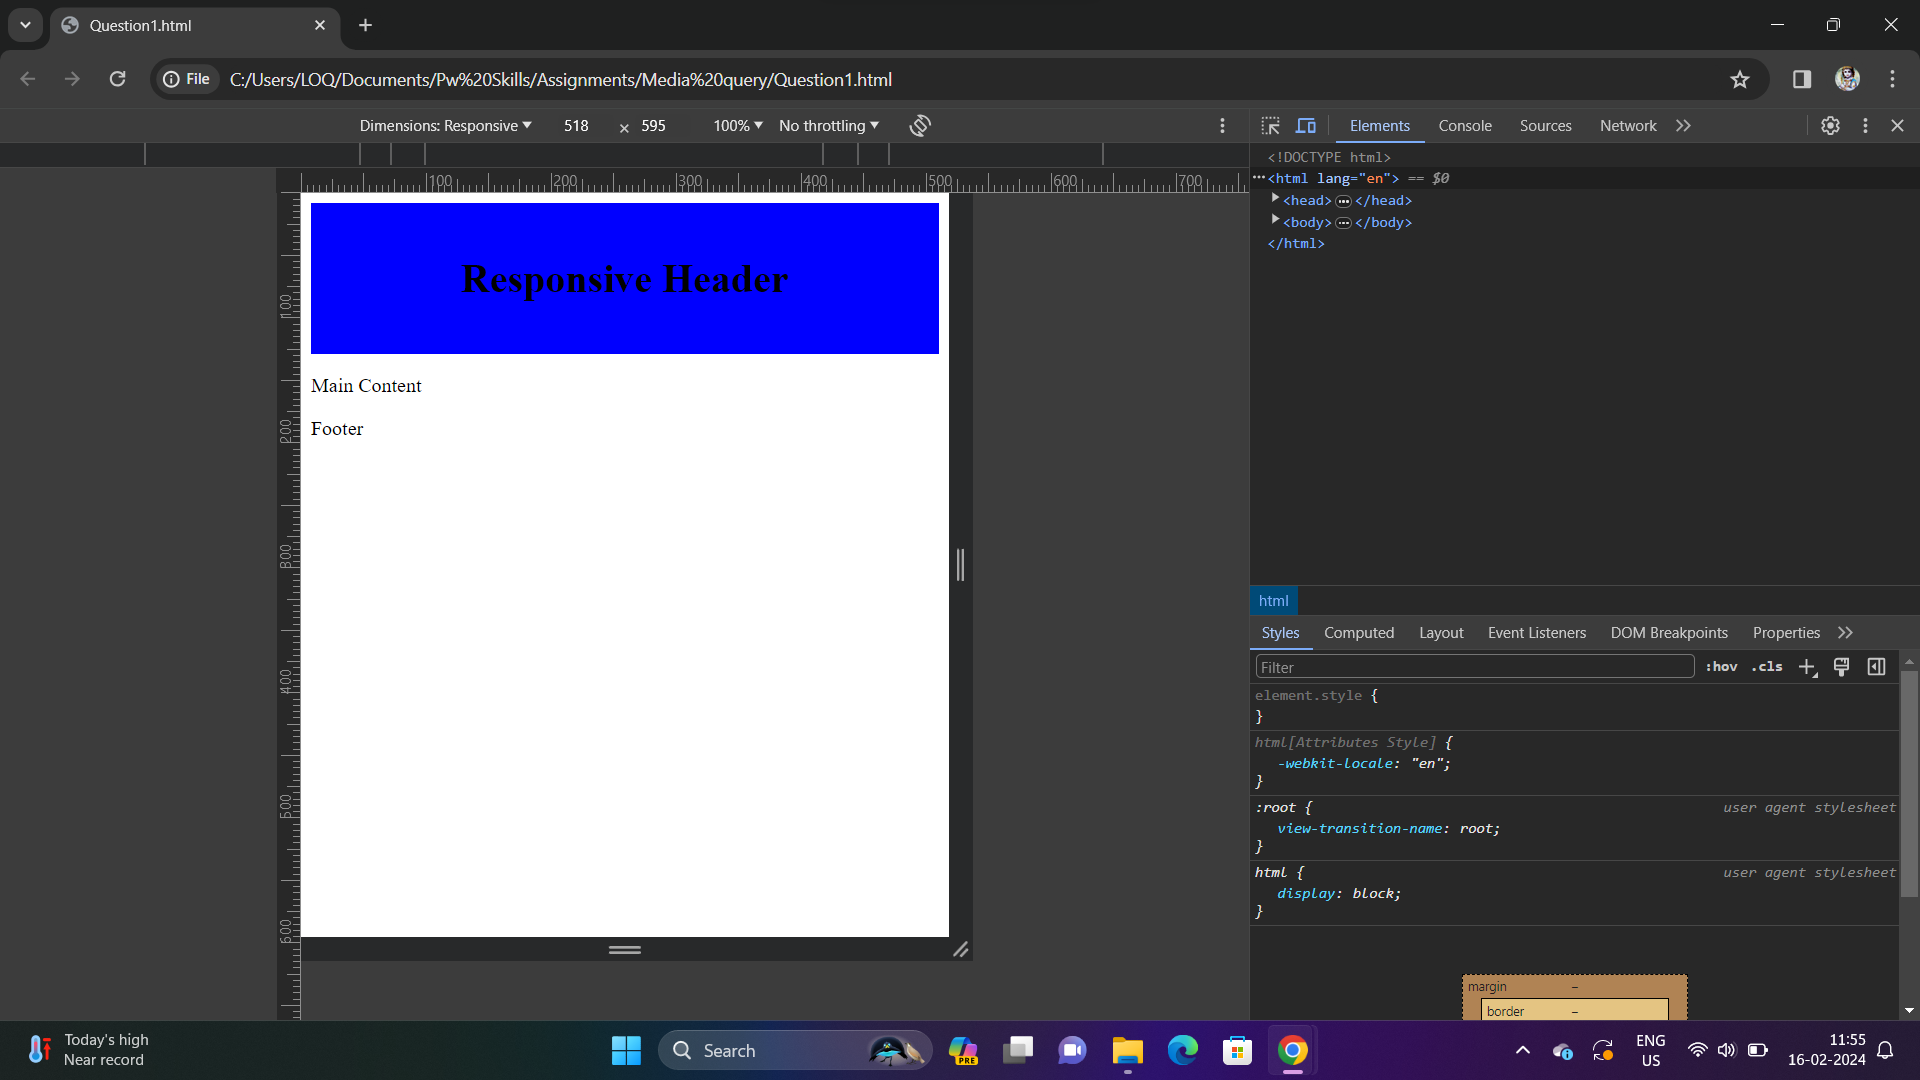 Question1.html
File
C:/Users/LOQ/Documents/Pw%20Skills/Assignments/Media%20query/Question1.html
Dimensions: Responsive 518 × 595 100% No throttling
Elements Console Sources Network
100 200 300 400 500 600 700
100
200
300
400
500
600
Responsive Header
Main Content
Footer
<!DOCTYPE html>
<html lang="en"> == $0
<head> </head>
<body> </body>
</html>
html
Styles Computed Layout Event Listeners DOM Breakpoints Properties
Filter :hov .cls
element.style {
}
html[Attributes Style] {
-webkit-locale: "en";
}
:root { user agent stylesheet
view-transition-name: root;
}
html { user agent stylesheet
display: block;
}
margin –
border –
Today's high
Near record
Search
PRE
ENG
US
11:55
16-02-2024